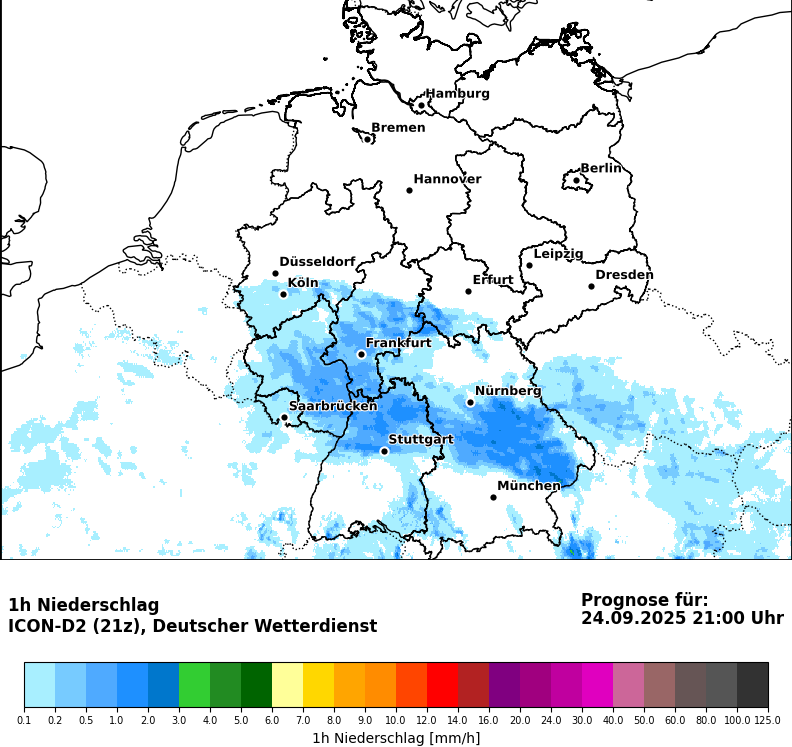 Hamburg
Bremen
Berlin
Hannover
Leipzig
Düsseldorf
Dresden
Köln
Erfurt
Frankfurt
Nürnberg
Saarbrücken
Stuttgart
München
1h Niederschlag
ICON-D2 (21z), Deutscher Wetterdienst
Prognose für:
24.09.2025 21:00 Uhr
0.1 0.2 0.5 1.0 2.0 3.0 4.0 5.0 6.0 7.0 8.0 9.0 10.0 12.0 14.0 16.0 20.0 24.0 30.0 40.0 50.0 60.0 80.0 100.0 125.0
1h Niederschlag [mm/h]